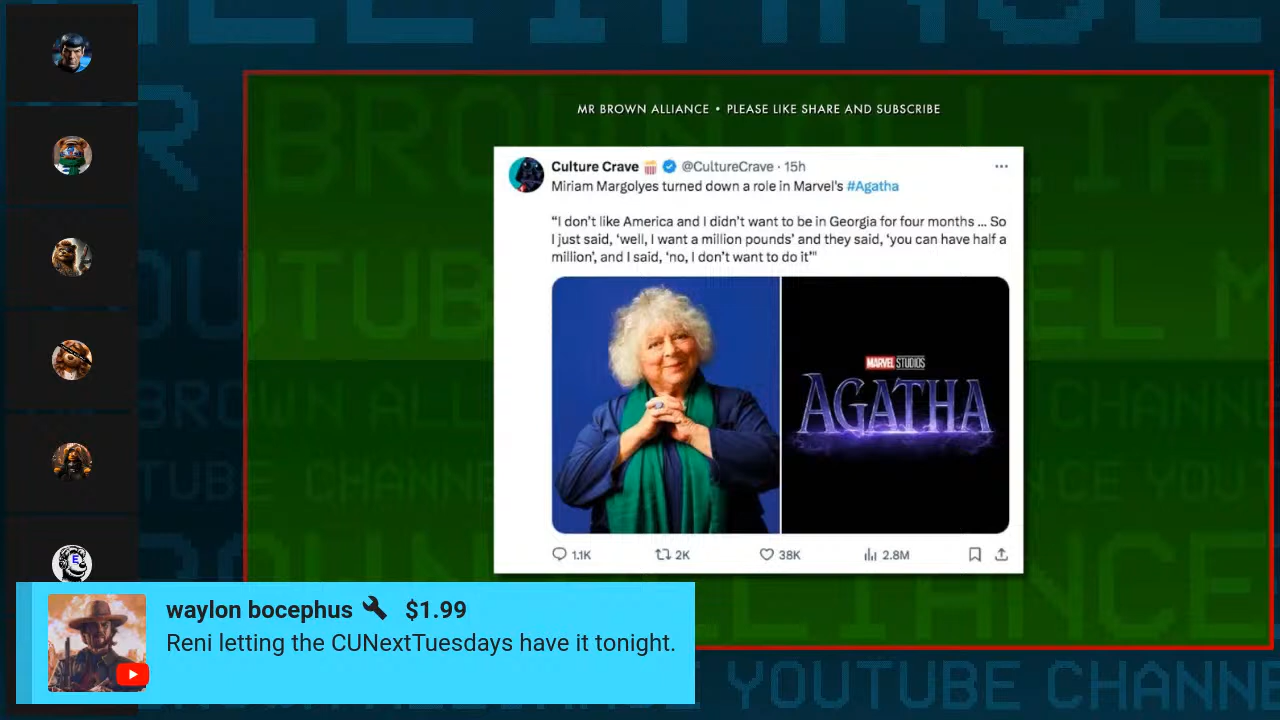 MR BROWN ALLIANCE • PLEASE LIKE SHARE AND SUBSCRIBE
Culture Crave 🍿 @CultureCrave · 15h
Miriam Margolyes turned down a role in Marvel's #Agatha
“I don’t like America and I didn’t want to be in Georgia for four months ... So
I just said, ‘well, I want a million pounds’ and they said, ‘you can have half a
million’, and I said, ‘no, I don’t want to do it’"
MARVEL STUDIOS
AGATHA
1.1K 2K 38K 2.8M
waylon bocephus $1.99
Reni letting the CUNextTuesdays have it tonight.
YOUTUBE CHANNE